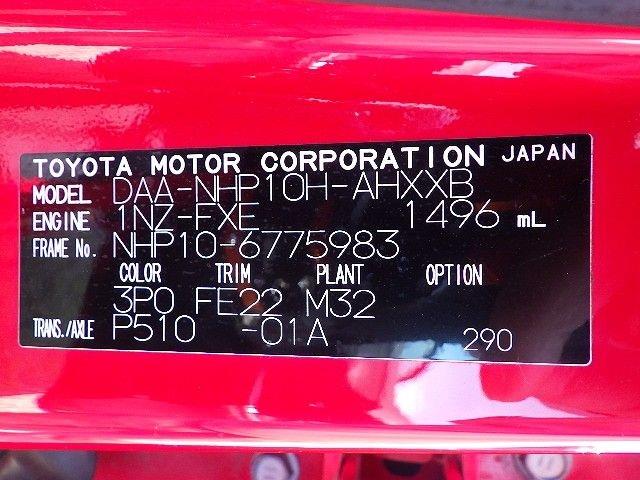 TOYOTA MOTOR CORPORATION JAPAN
MODEL DAA-NHP10H-AHXXB
ENGINE 1NZ-FXE 1496 mL
FRAME No. NHP10-6775983
COLOR TRIM PLANT OPTION
3P0 FE22 M32
TRANS./AXLE P510 -01A 290